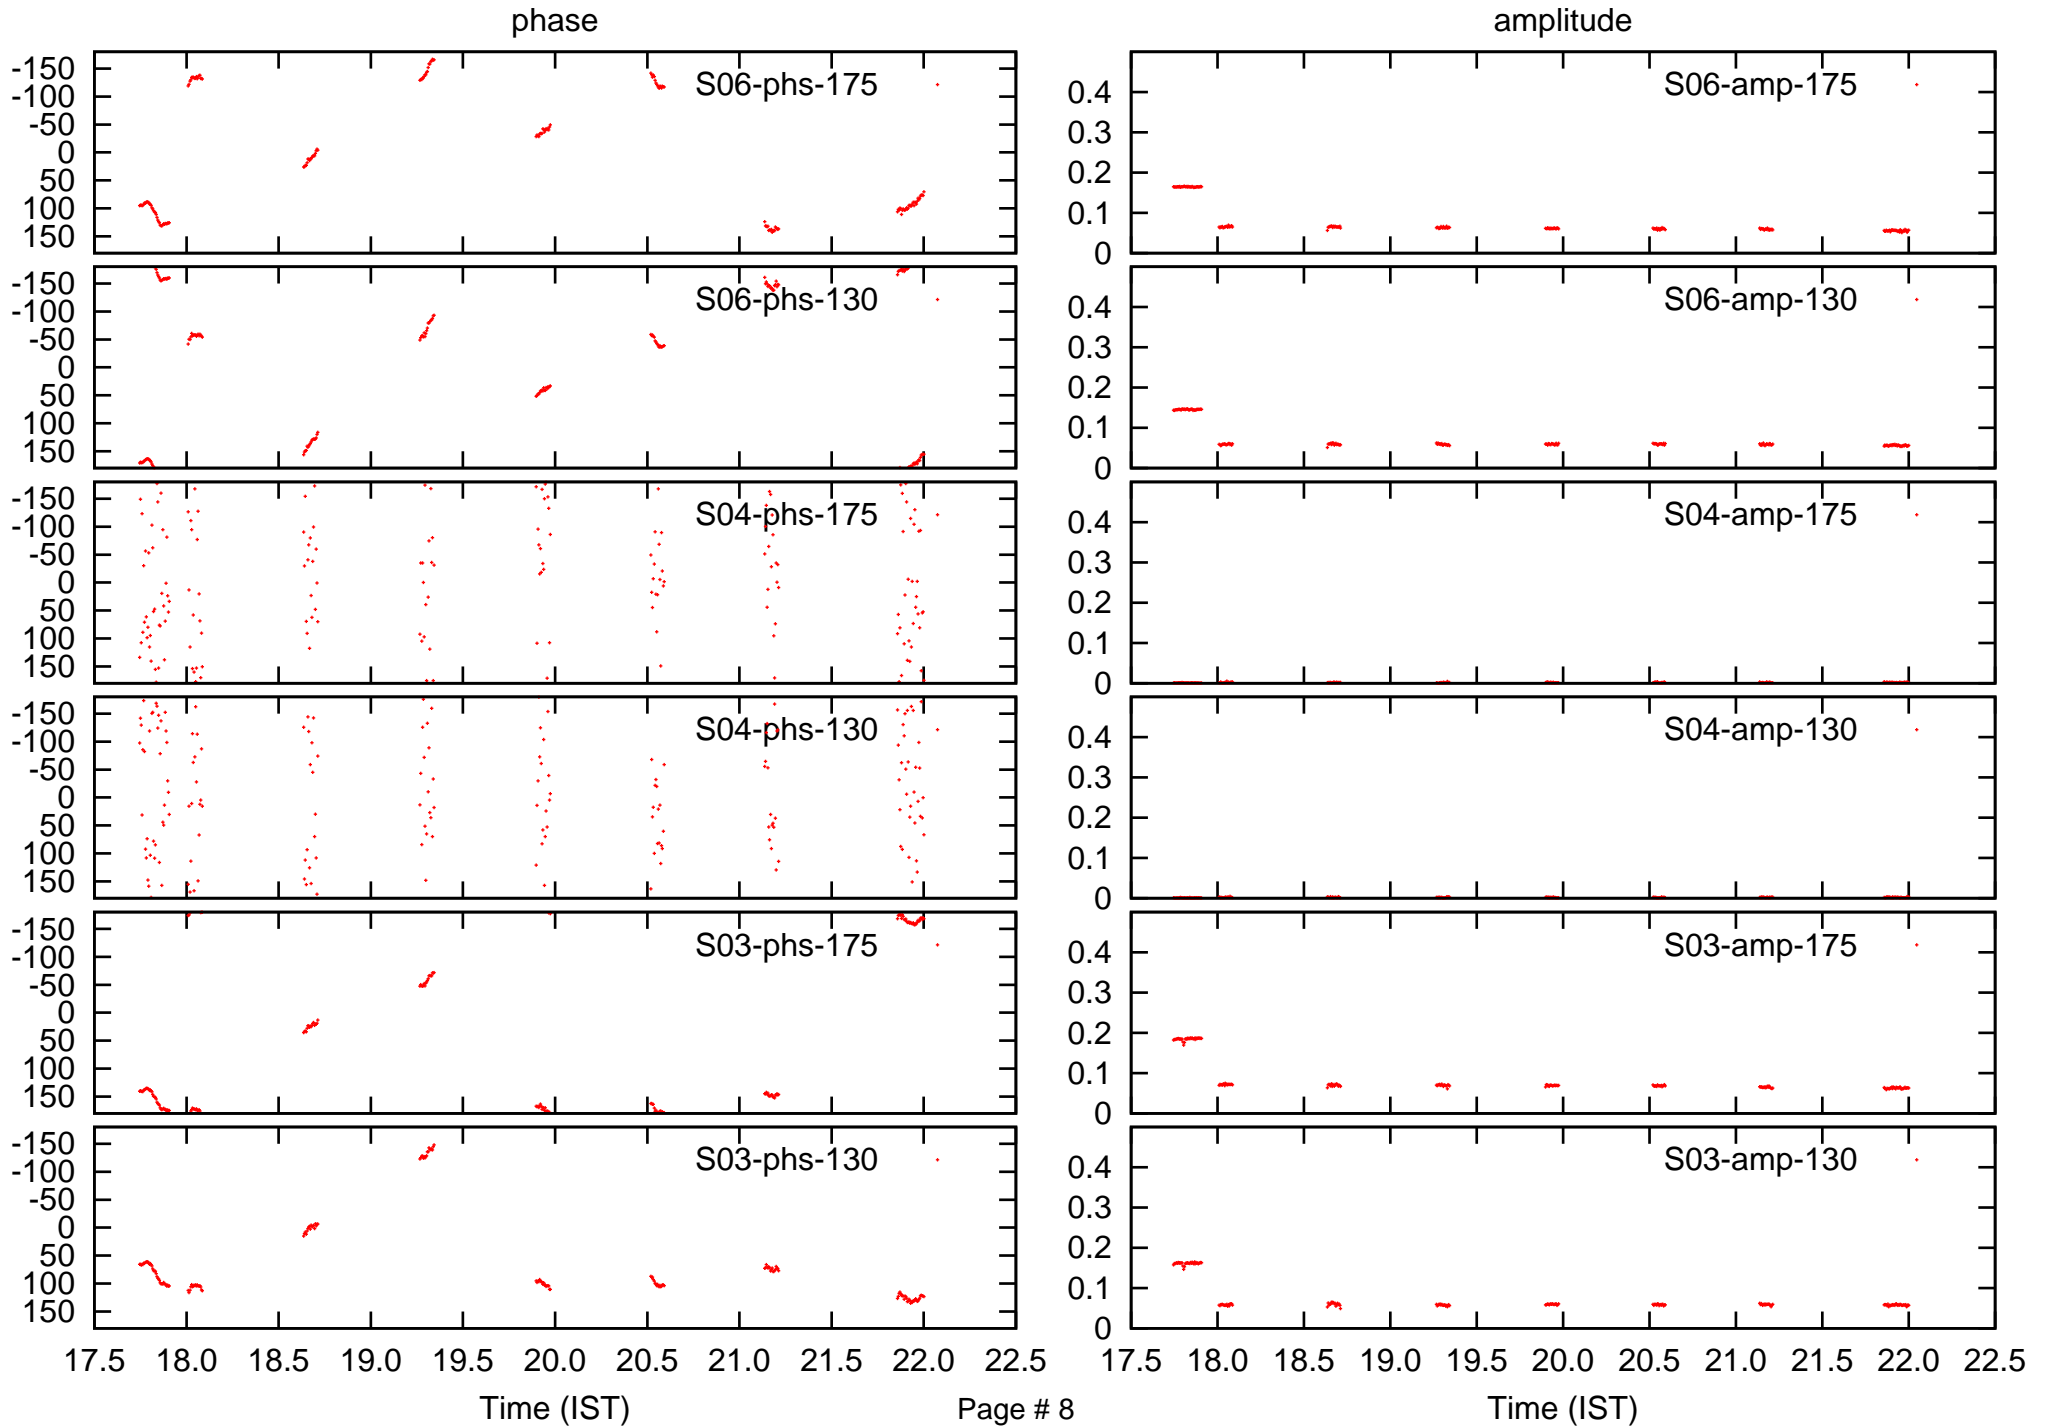 phase amplitude
-150 -100 -50 0 50 100 150 S06-phs-175
0.4 0.3 0.2 0.1 0 S06-amp-175
-150 -100 -50 0 50 100 150 S06-phs-130
0.4 0.3 0.2 0.1 0 S06-amp-130
-150 -100 -50 0 50 100 150 S04-phs-175
0.4 0.3 0.2 0.1 0 S04-amp-175
-150 -100 -50 0 50 100 150 S04-phs-130
0.4 0.3 0.2 0.1 0 S04-amp-130
-150 -100 -50 0 50 100 150 S03-phs-175
0.4 0.3 0.2 0.1 0 S03-amp-175
-150 -100 -50 0 50 100 150 S03-phs-130
0.4 0.3 0.2 0.1 0 S03-amp-130
17.5 18.0 18.5 19.0 19.5 20.0 20.5 21.0 21.5 22.0 22.5
17.5 18.0 18.5 19.0 19.5 20.0 20.5 21.0 21.5 22.0 22.5
Time (IST) Page # 8 Time (IST)